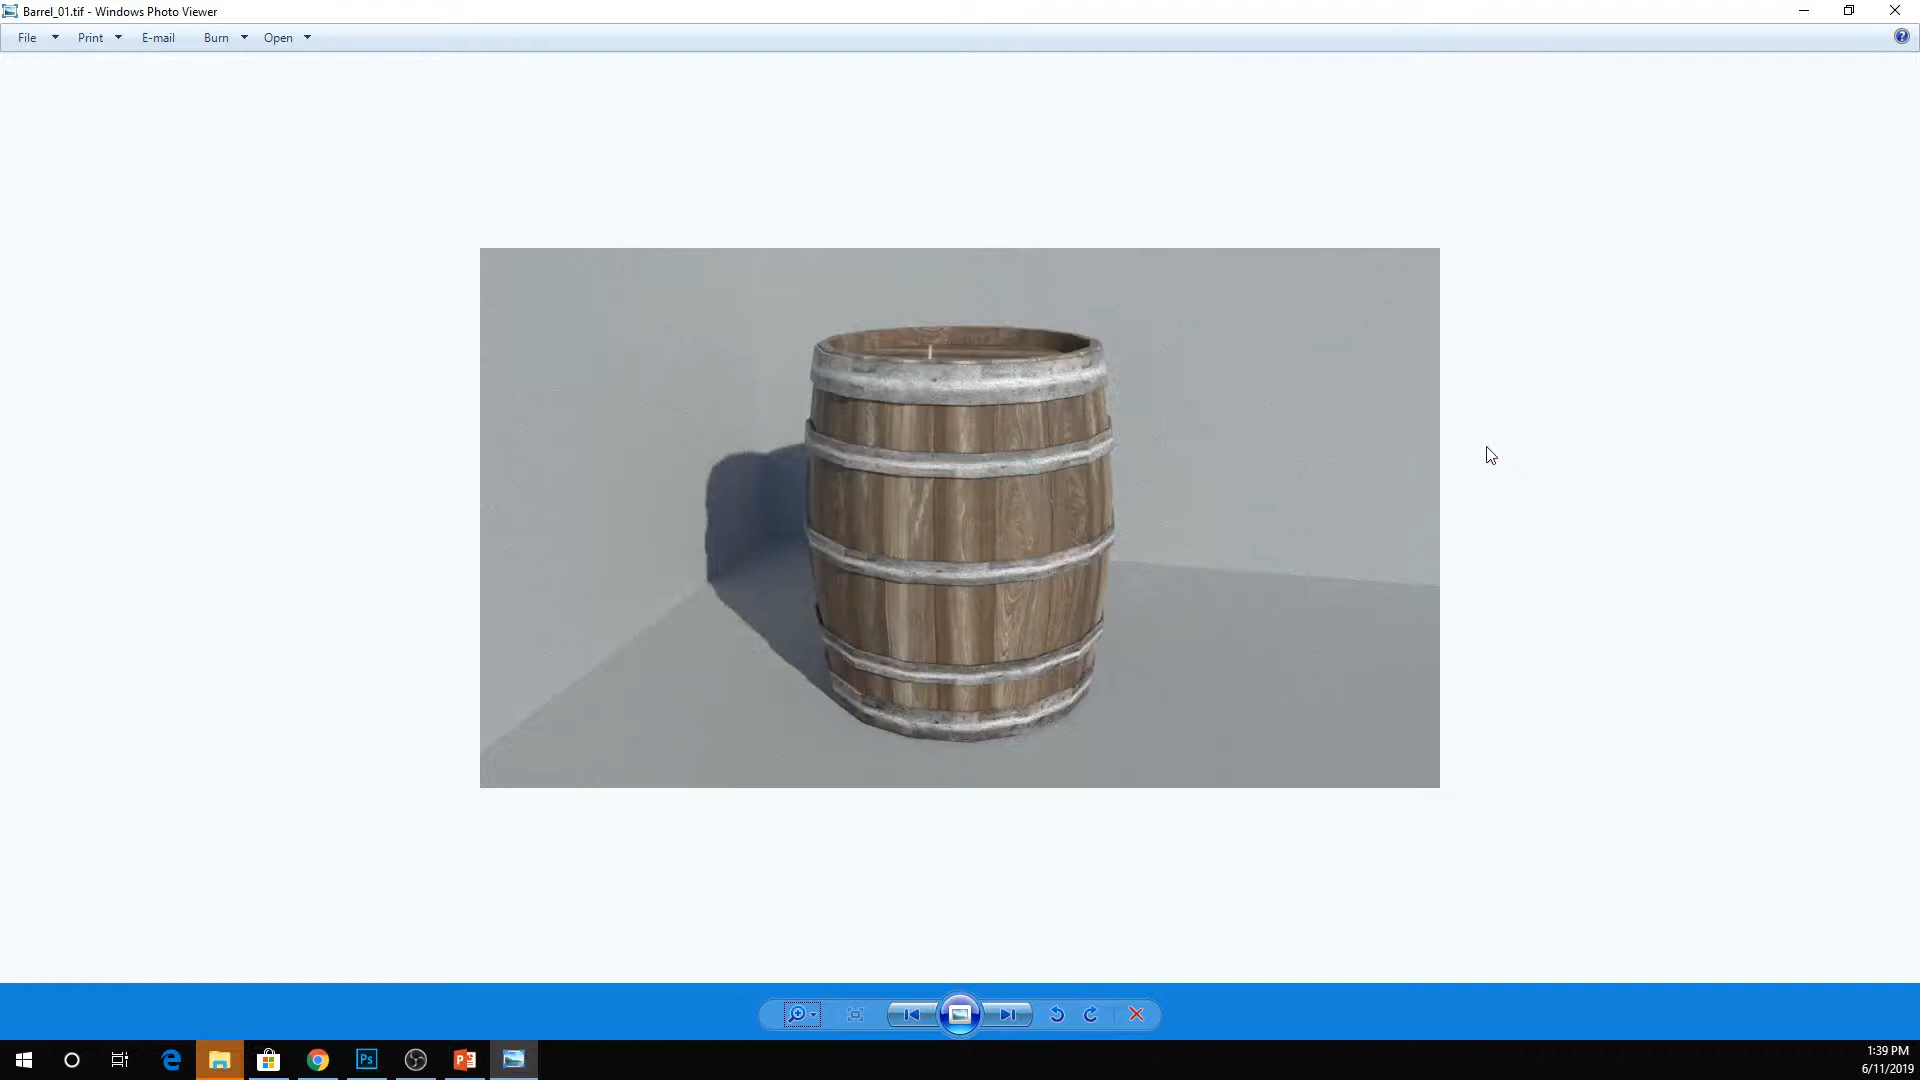 Barrel_01.tif - Windows Photo Viewer
File Print E-mail Burn Open
Ps
1:39 PM
6/11/2019